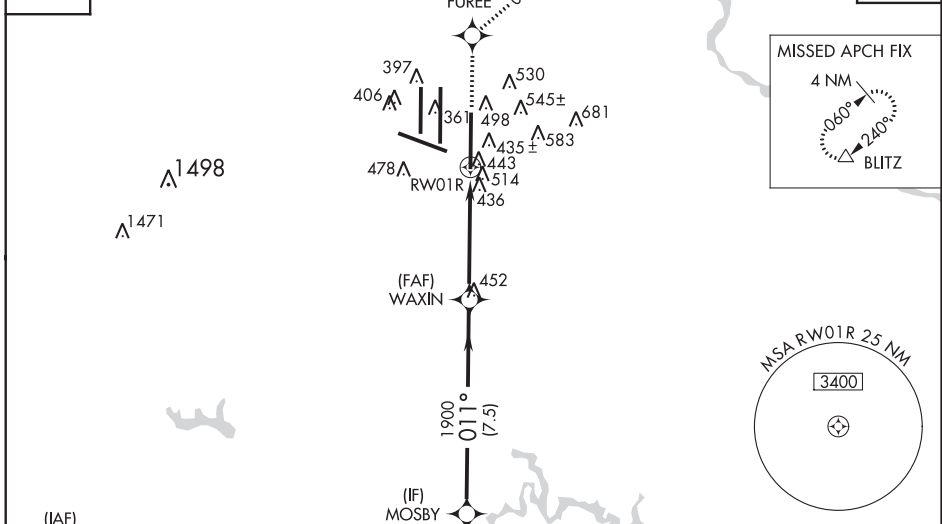 FUREE
MISSED APCH FIX
4 NM
060°
240°
BLITZ
397
530
406
361
498
545±
681
435±
583
443
478
RW01R
514
436
1498
1471
(FAF)
WAXIN
452
MSA RW01R 25 NM
3400
1900
011°
(7.5)
(IF)
MOSBY
(IAF)